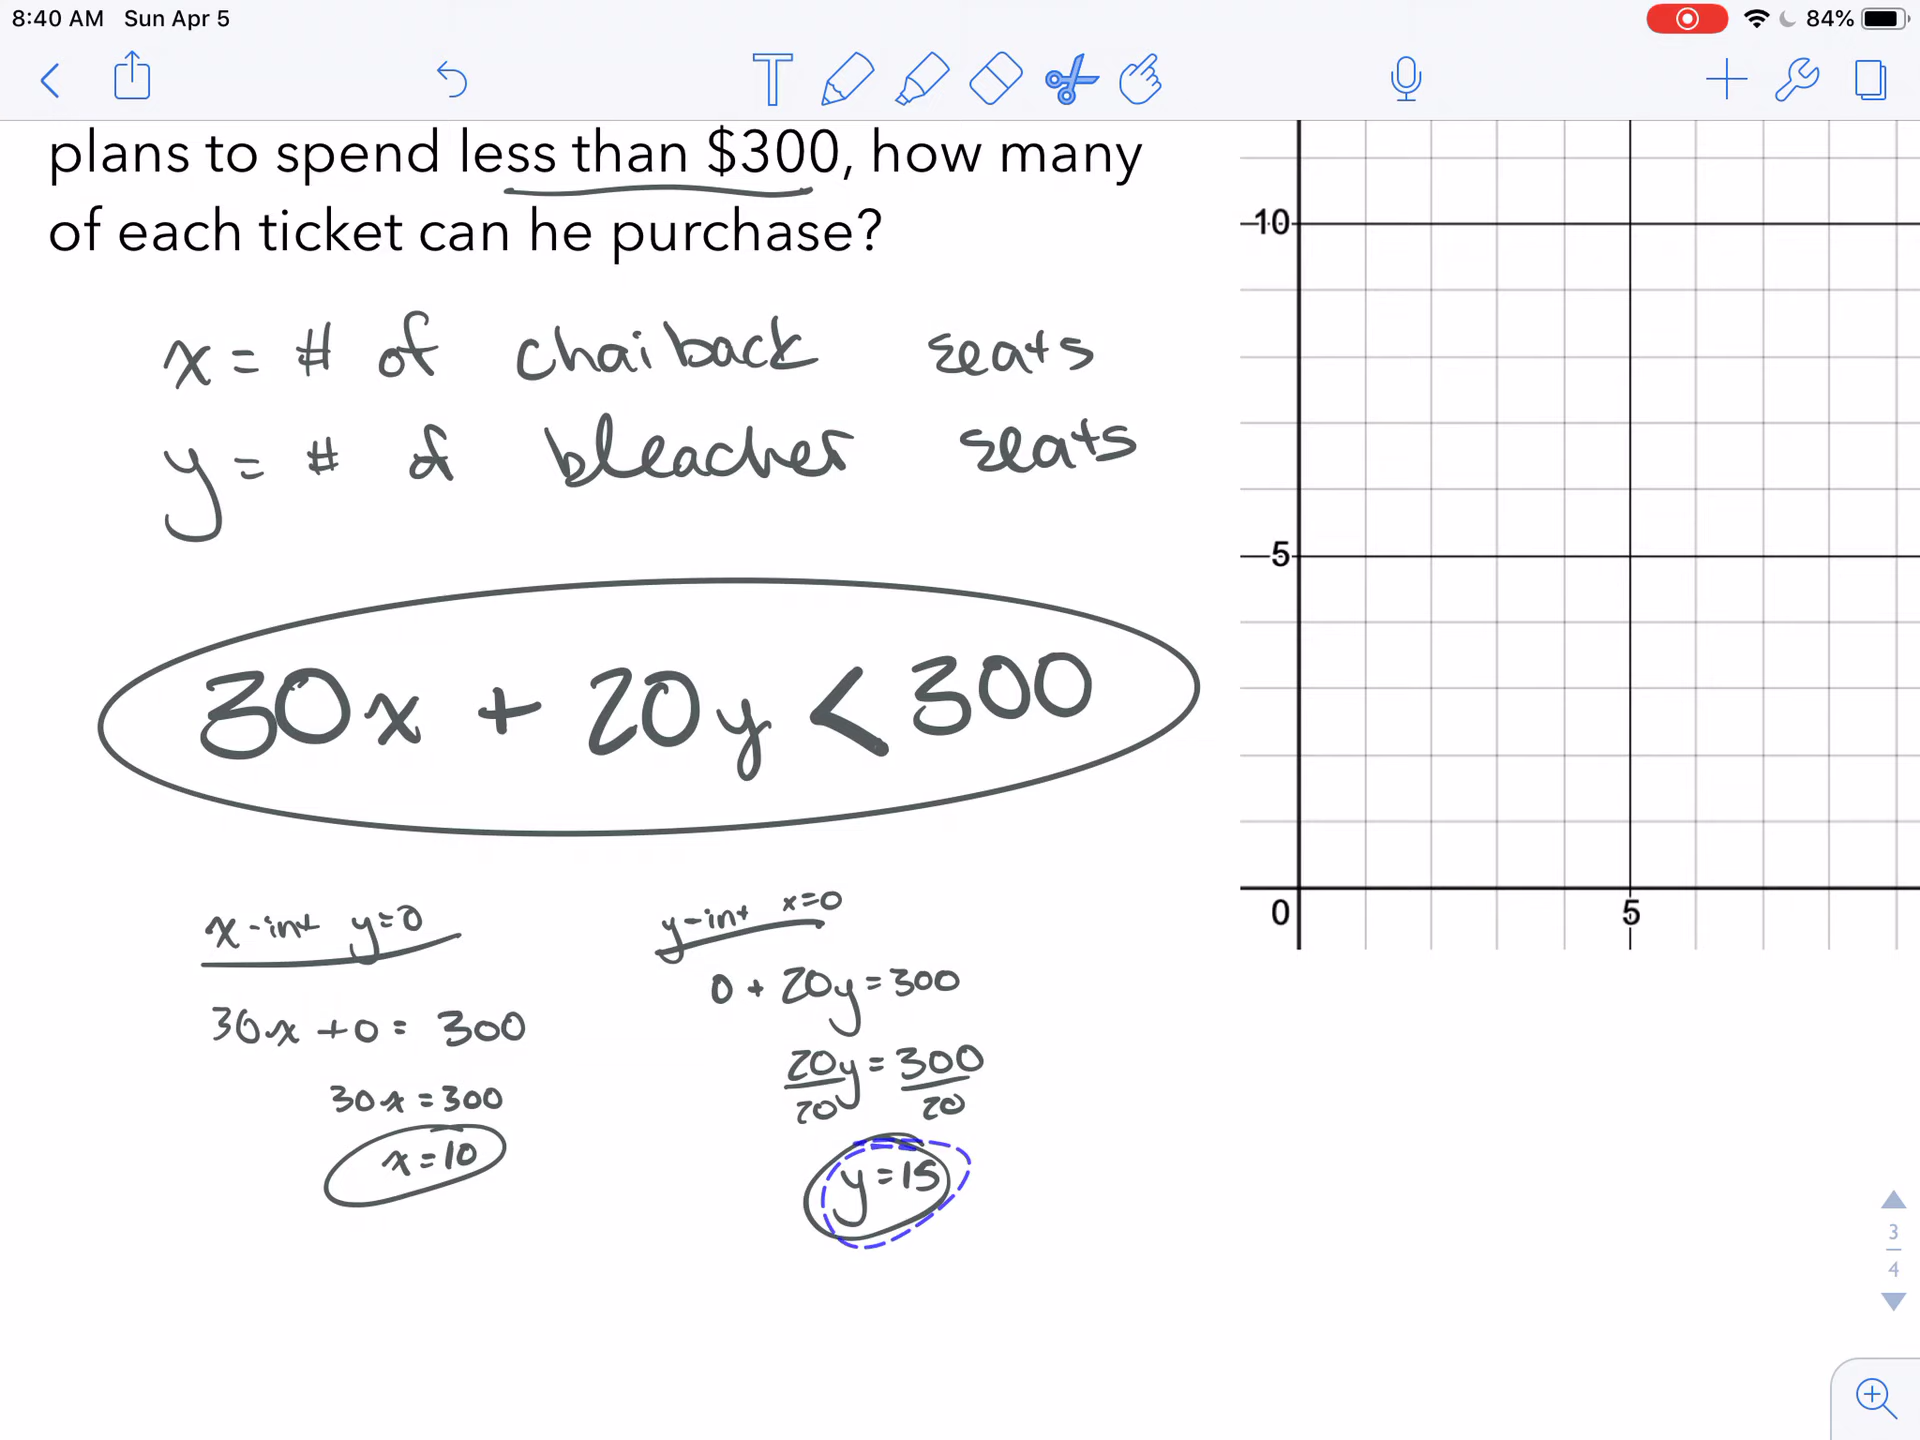 8:40 AM Sun Apr 5
84%
plans to spend less than $300, how many
of each ticket can he purchase?
x = # of chaiback seats
y = # of bleacher seats
30x + 20y < 300
x-int y=0
30x + 0 = 300
30x = 300
x = 10
y-int x=0
0 + 20y = 300
20y = 300
20 20
y = 15
10
5
0
5
3
4